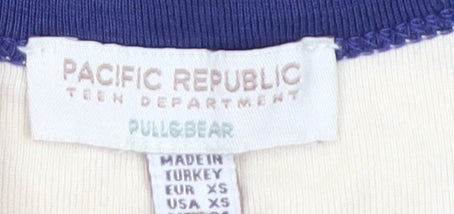 PACIFIC REPUBLIC
TEEN DEPARTMENT
PULL&BEAR
MADE IN
TURKEY
EUR XS
USA XS